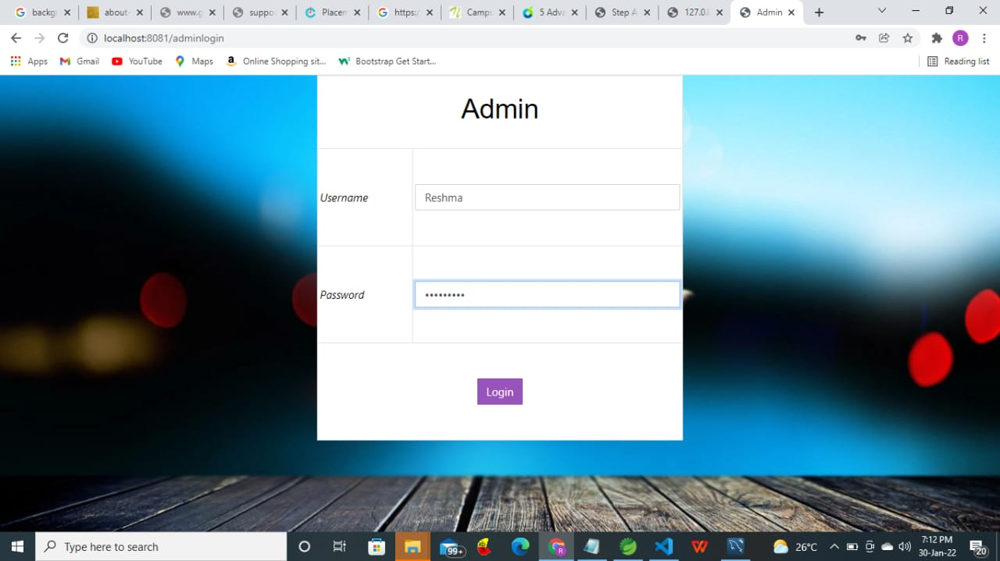 backg
about-
www.g
suppo
Placem
https:/
Campu
5 Adva
Step A
127.0.
Admin
localhost:8081/adminlogin
R
Apps
Gmail
YouTube
Maps
Online Shopping sit...
Bootstrap Get Start...
Reading list
Admin
Username
Reshma
Password
•••••••••
Login
Type here to search
99+
R
26°C
7:12 PM
30-Jan-22
20